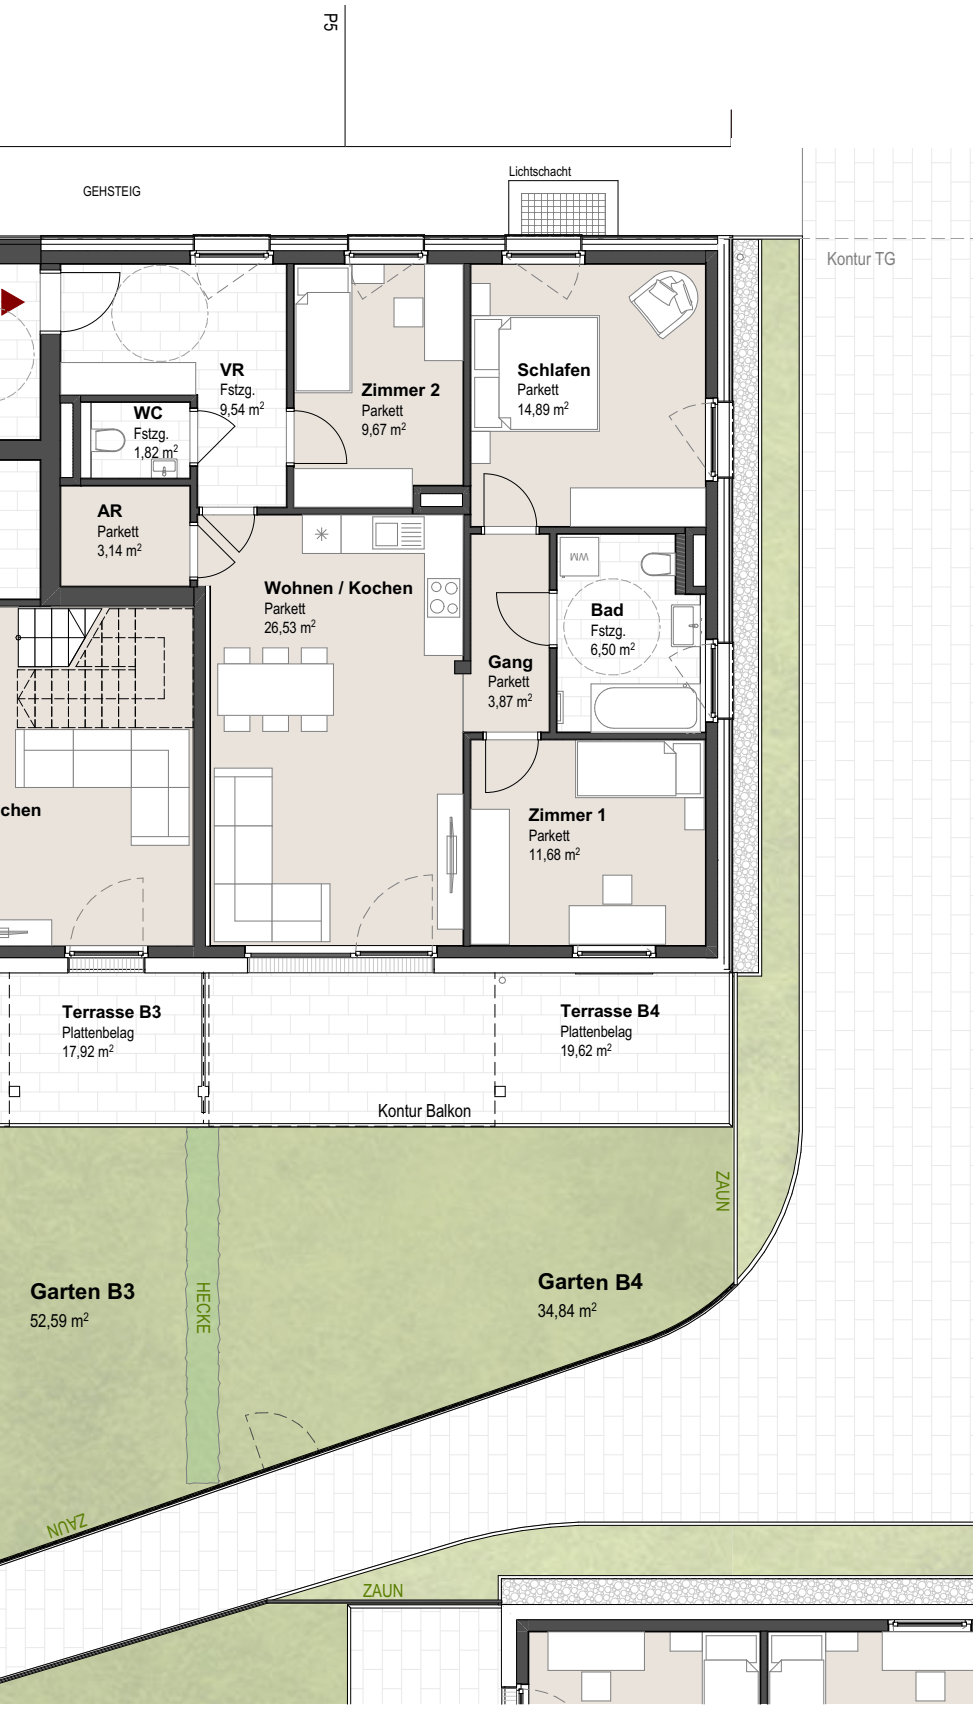 P5
Lichtschacht
GEHSTEIG
Kontur TG
VR
Fstzg.
9,54 m²
Zimmer 2
Parkett
9,67 m²
Schlafen
Parkett
14,89 m²
WC
Fstzg.
1,82 m²
AR
Parkett
3,14 m²
Wohnen / Kochen
Parkett
26,53 m²
WM
Bad
Fstzg.
6,50 m²
Gang
Parkett
3,87 m²
chen
Zimmer 1
Parkett
11,68 m²
Terrasse B3
Plattenbelag
17,92 m²
Terrasse B4
Plattenbelag
19,62 m²
Kontur Balkon
ZAUN
Garten B3
52,59 m²
HECKE
Garten B4
34,84 m²
ZAUN
ZAUN